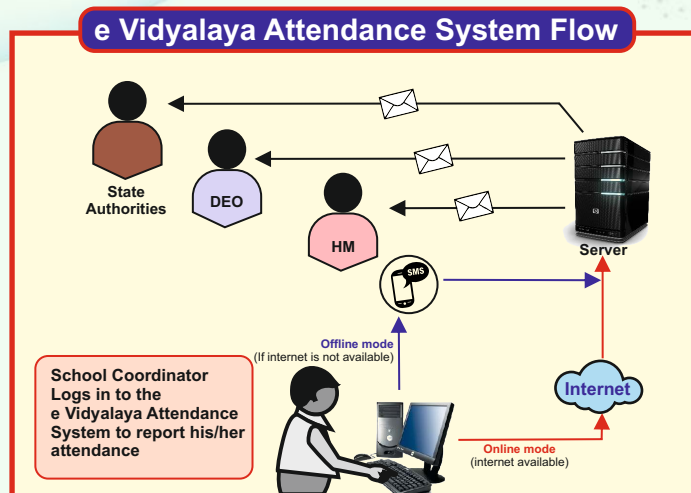 e Vidyalaya Attendance System Flow
State
Authorities
DEO
HM
Server
SMS
Offline mode
(If internet is not available)
Internet
School Coordinator
Logs in to the
e Vidyalaya Attendance
System to report his/her
attendance
Online mode
(internet available)